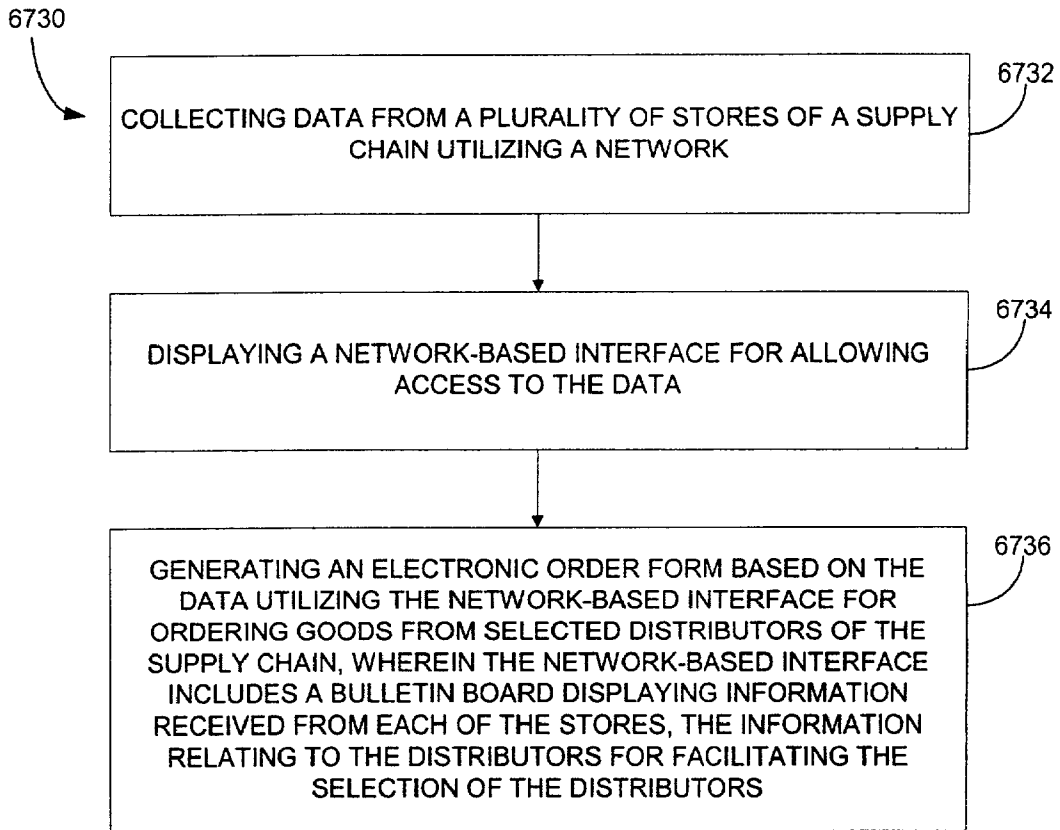 6730
6732
COLLECTING DATA FROM A PLURALITY OF STORES OF A SUPPLY
CHAIN UTILIZING A NETWORK
6734
DISPLAYING A NETWORK-BASED INTERFACE FOR ALLOWING
ACCESS TO THE DATA
6736
GENERATING AN ELECTRONIC ORDER FORM BASED ON THE
DATA UTILIZING THE NETWORK-BASED INTERFACE FOR
ORDERING GOODS FROM SELECTED DISTRIBUTORS OF THE
SUPPLY CHAIN, WHEREIN THE NETWORK-BASED INTERFACE
INCLUDES A BULLETIN BOARD DISPLAYING INFORMATION
RECEIVED FROM EACH OF THE STORES, THE INFORMATION
RELATING TO THE DISTRIBUTORS FOR FACILITATING THE
SELECTION OF THE DISTRIBUTORS